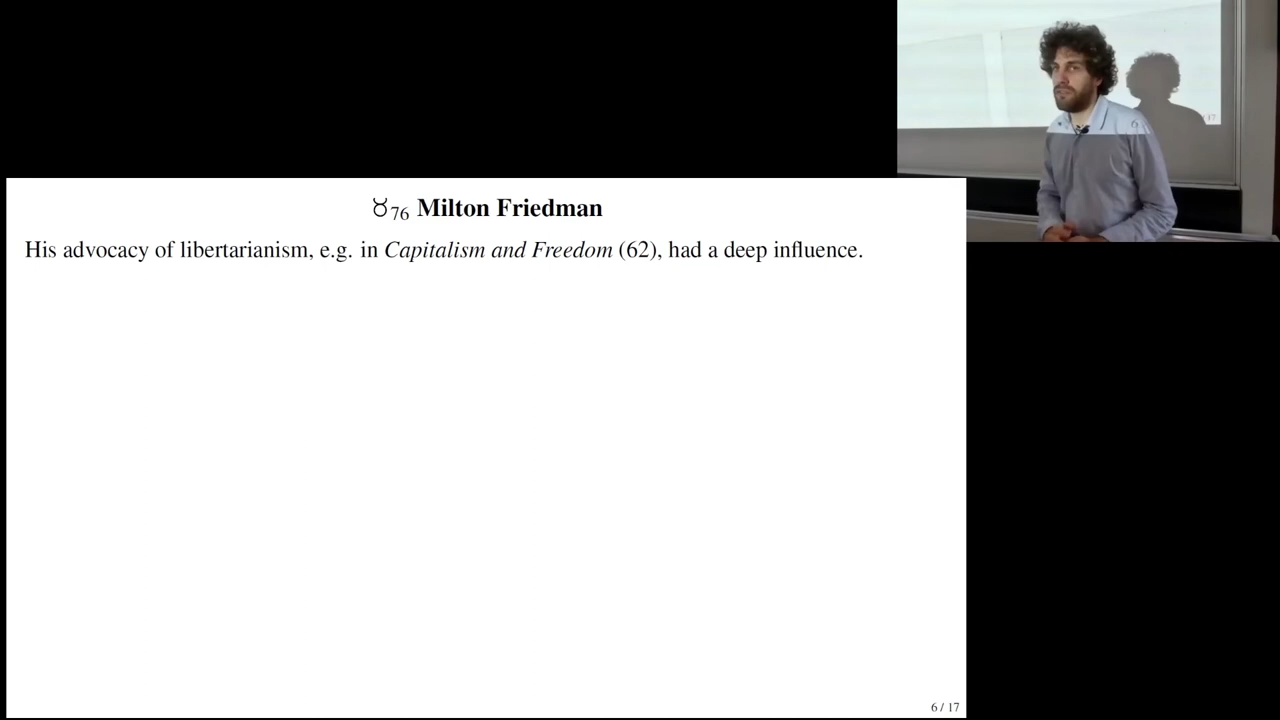 ♉76 Milton Friedman
His advocacy of libertarianism, e.g. in Capitalism and Freedom (62), had a deep influence.
6 / 17